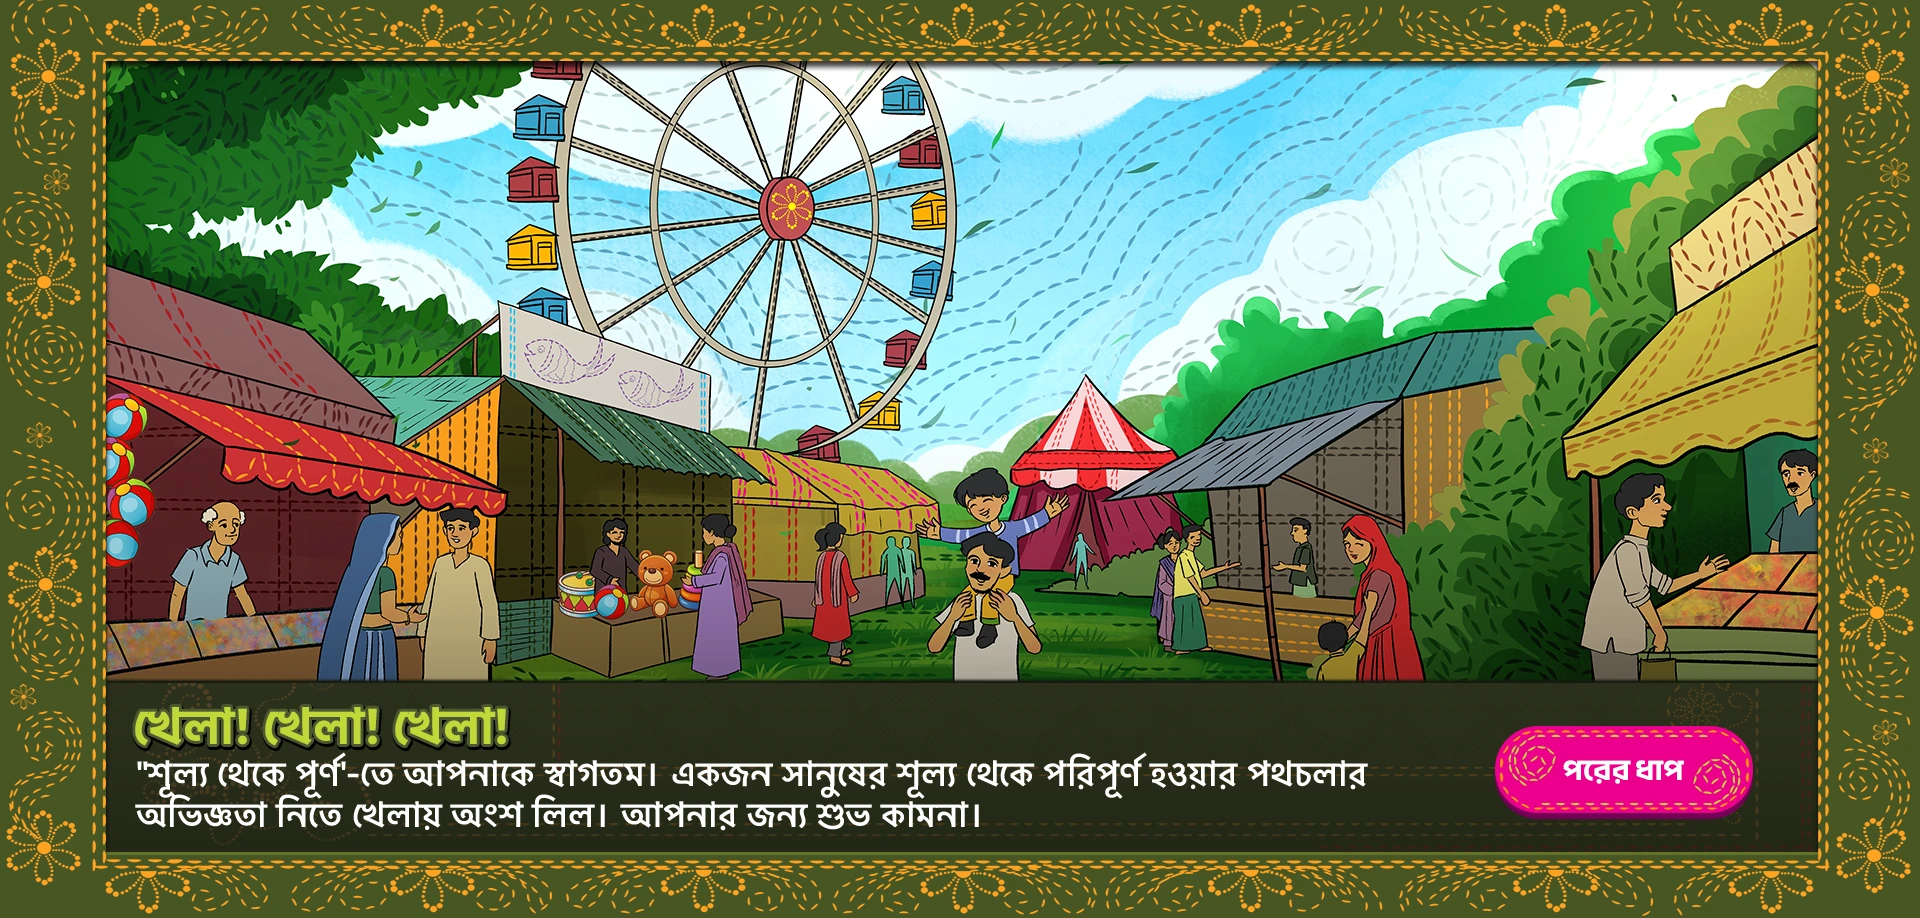 খেলা! খেলা! খেলা!
"শূল্য থেকে পূর্ণ'-তে আপনাকে স্বাগতম। একজন সানুষের শূল্য থেকে পরিপূর্ণ হওয়ার পথচলার
অভিজ্ঞতা নিতে খেলায় অংশ লিল। আপনার জন্য শুভ কামনা।
পরের ধাপ